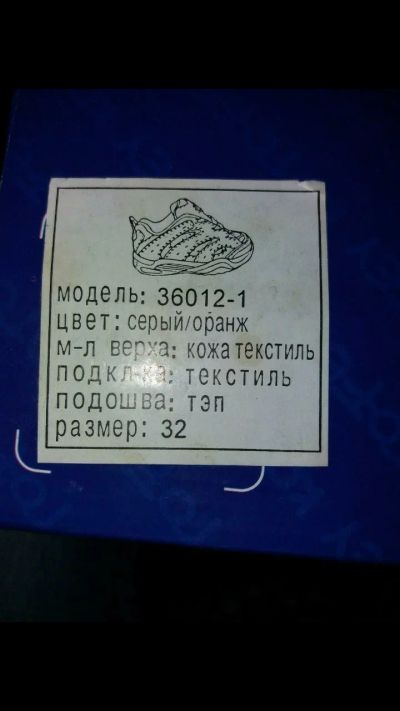 модель: 36012-1
цвет: серый/оранж
м-л верха: кожа текстиль
подкл-ка: текстиль
подошва: тэп
размер: 32